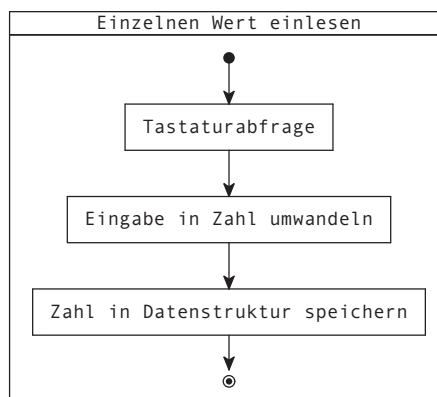 Einzelnen Wert einlesen
Tastaturabfrage
Eingabe in Zahl umwandeln
Zahl in Datenstruktur speichern